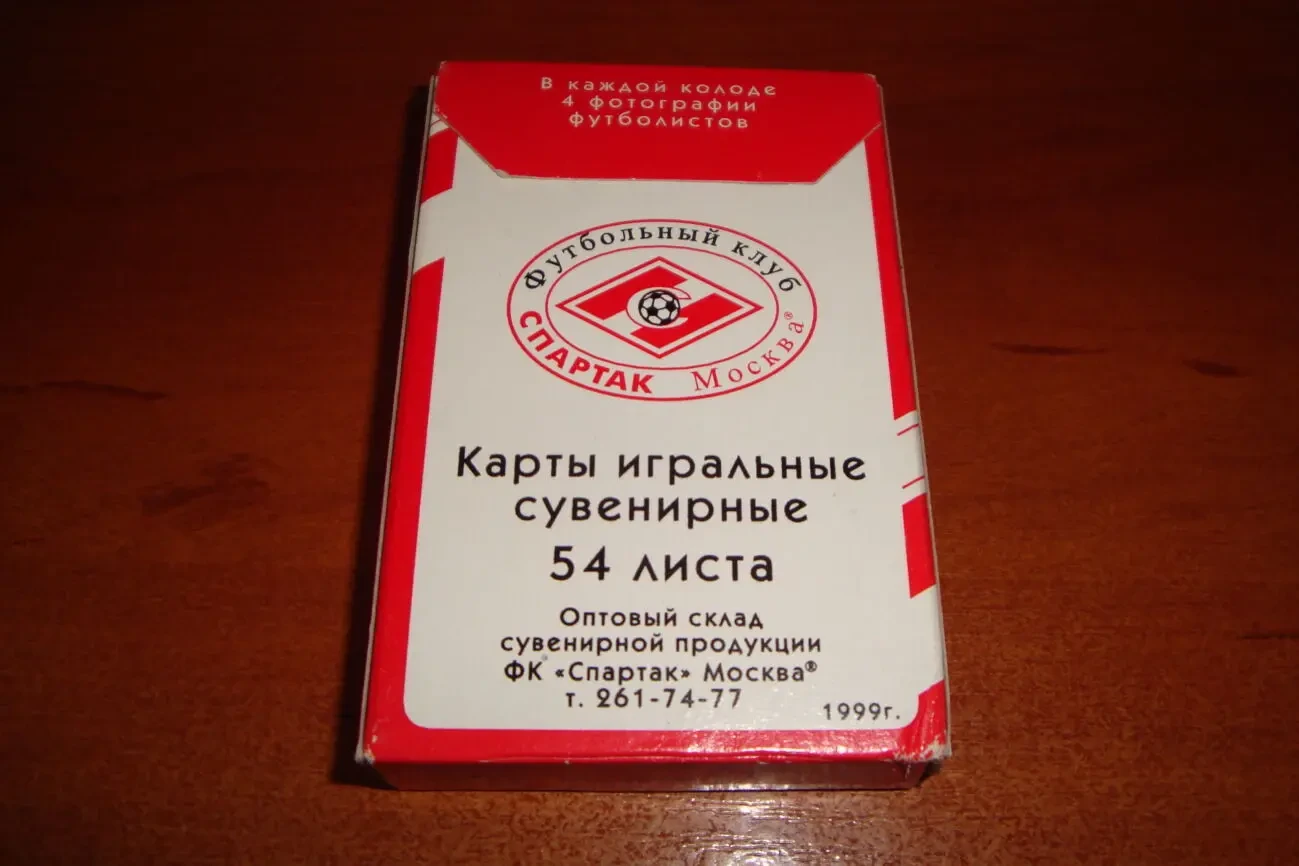 В каждой колоде
4 фотографии
футболистов
Футбольный клуб
СПАРТАК Москва®
Карты игральные
сувенирные
54 листа
Оптовый склад
сувенирной продукции
ФК «Спартак» Москва®
т. 261-74-77
1999г.